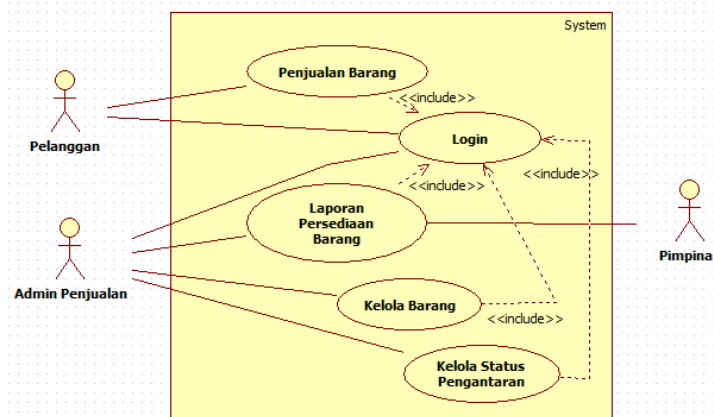 System
Penjualan Barang
<<include>>
Pelanggan
Login
<<include>>
<<include>>
Laporan
Persediaan
Barang
Pimpina
Admin Penjualan
Kelola Barang
<<include>>
Kelola Status
Pengantaran